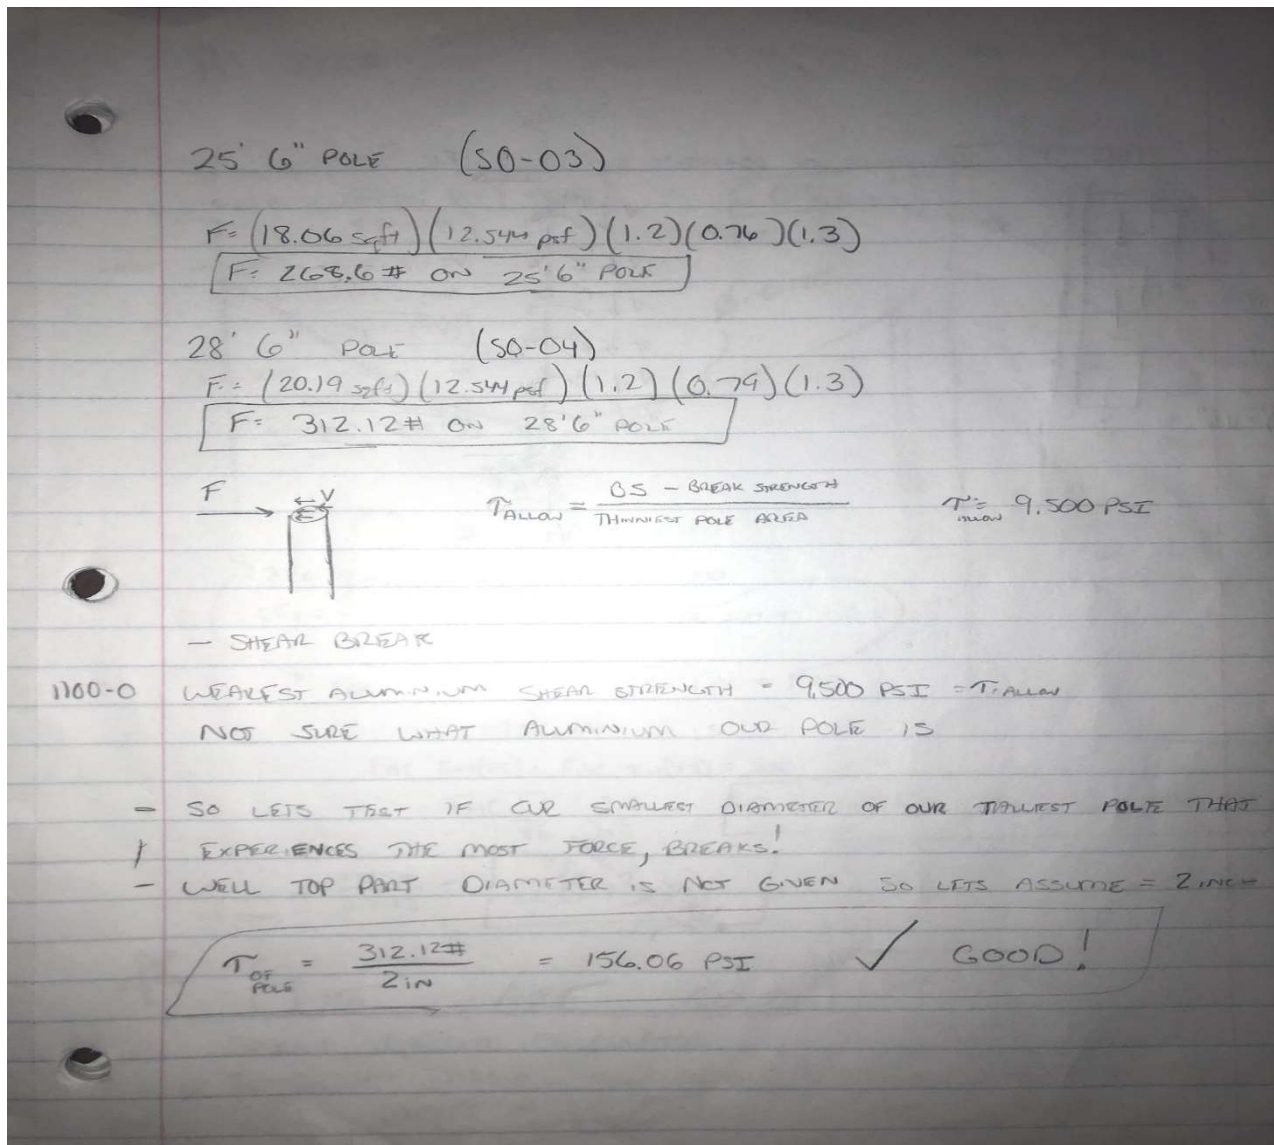 25' 6" POLE (SO-03)
F= (18.06 sqft)(12.544 psf)(1.2)(0.76)(1.3)
F= 268.6 # ON 25'6" POLE
28' 6" POLE (SO-04)
F= (20.19 sqft)(12.544 psf)(1.2)(0.79)(1.3)
F= 312.12# ON 28'6" POLE
F V
τ ALLOW = BS - BREAK STRENGTH / THINNIEST POLE AREA τ ALLOW = 9,500 PSI
- SHEAR BREAK
1100-0 WEAKEST ALUMINIUM SHEAR STRENGTH = 9,500 PSI = τ ALLOW
NOT SURE WHAT ALUMINIUM OUR POLE IS
- SO LETS TEST IF OUR SMALLEST DIAMETER OF OUR TALLEST POLE THAT
EXPERIENCES THE MOST FORCE, BREAKS!
- WELL TOP PART DIAMETER IS NOT GIVEN SO LETS ASSUME = 2 INCH
τ OF POLE = 312.12# / 2 IN = 156.06 PSI ✓ GOOD!